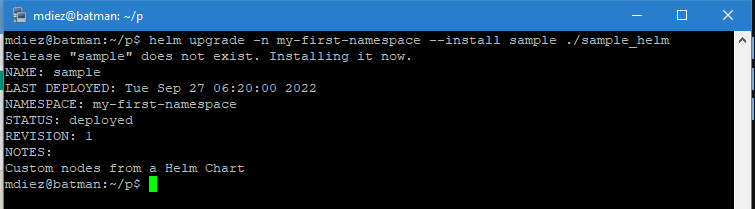 mdiez@batman: ~/p
mdiez@batman:~/p$ helm upgrade -n my-first-namespace --install sample ./sample_helm
Release "sample" does not exist. Installing it now.
NAME: sample
LAST DEPLOYED: Tue Sep 27 06:20:00 2022
NAMESPACE: my-first-namespace
STATUS: deployed
REVISION: 1
NOTES:
Custom nodes from a Helm Chart
mdiez@batman:~/p$